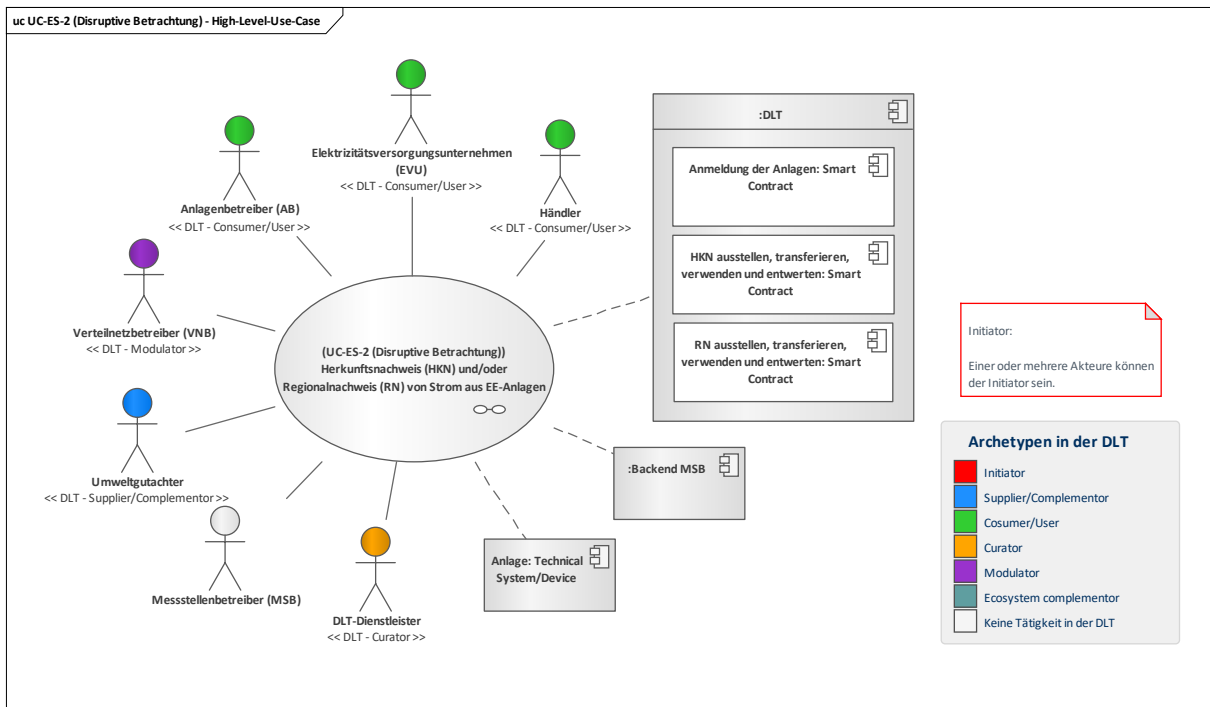 uc UC-ES-2 (Disruptive Betrachtung) - High-Level-Use-Case
Elektrizitätsversorgungsunternehmen
(EVU)
<< DLT - Consumer/User >>
Anlagenbetreiber (AB)
<< DLT - Consumer/User >>
Händler
<< DLT - Consumer/User >>
Verteilnetzbetreiber (VNB)
<< DLT - Modulator >>
Umweltgutachter
<< DLT - Supplier/Complementor >>
Messstellenbetreiber (MSB)
DLT-Dienstleister
<< DLT - Curator >>
(UC-ES-2 (Disruptive Betrachtung))
Herkunftsnachweis (HKN) und/oder
Regionalnachweis (RN) von Strom aus EE-Anlagen
:DLT
Anmeldung der Anlagen: Smart
Contract
HKN ausstellen, transferieren,
verwenden und entwerten: Smart
Contract
RN ausstellen, transferieren,
verwenden und entwerten: Smart
Contract
:Backend MSB
Anlage: Technical
System/Device
Initiator:
Einer oder mehrere Akteure können
der Initiator sein.
Archetypen in der DLT
Initiator
Supplier/Complementor
Cosumer/User
Curator
Modulator
Ecosystem complementor
Keine Tätigkeit in der DLT